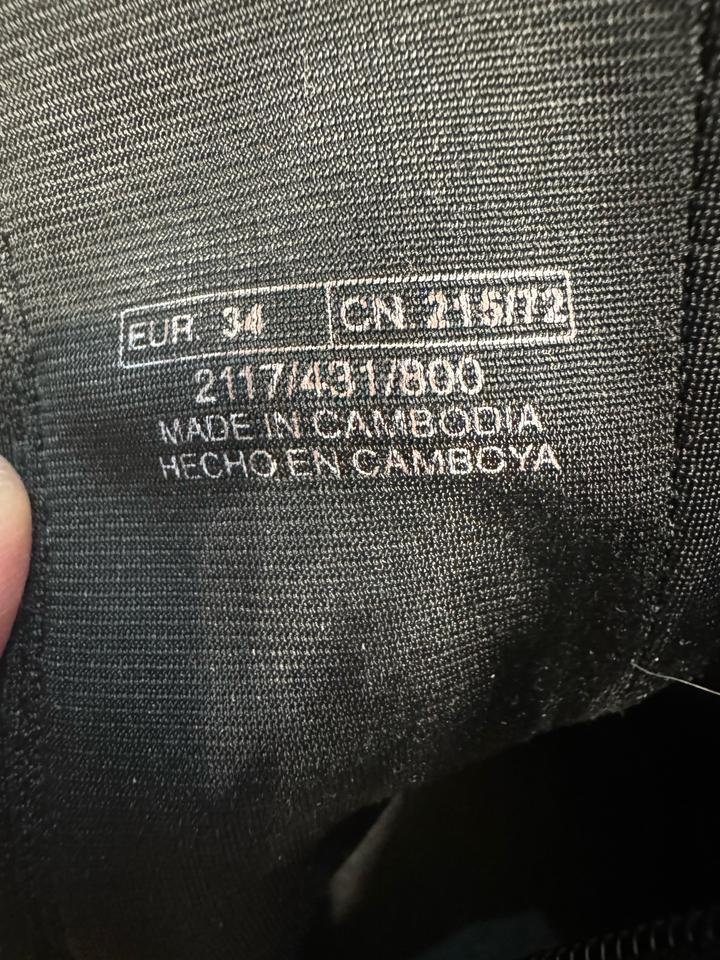 EUR. 34 CN. 215/72
2117/431/800
MADE IN CAMBODIA
HECHO EN CAMBOYA